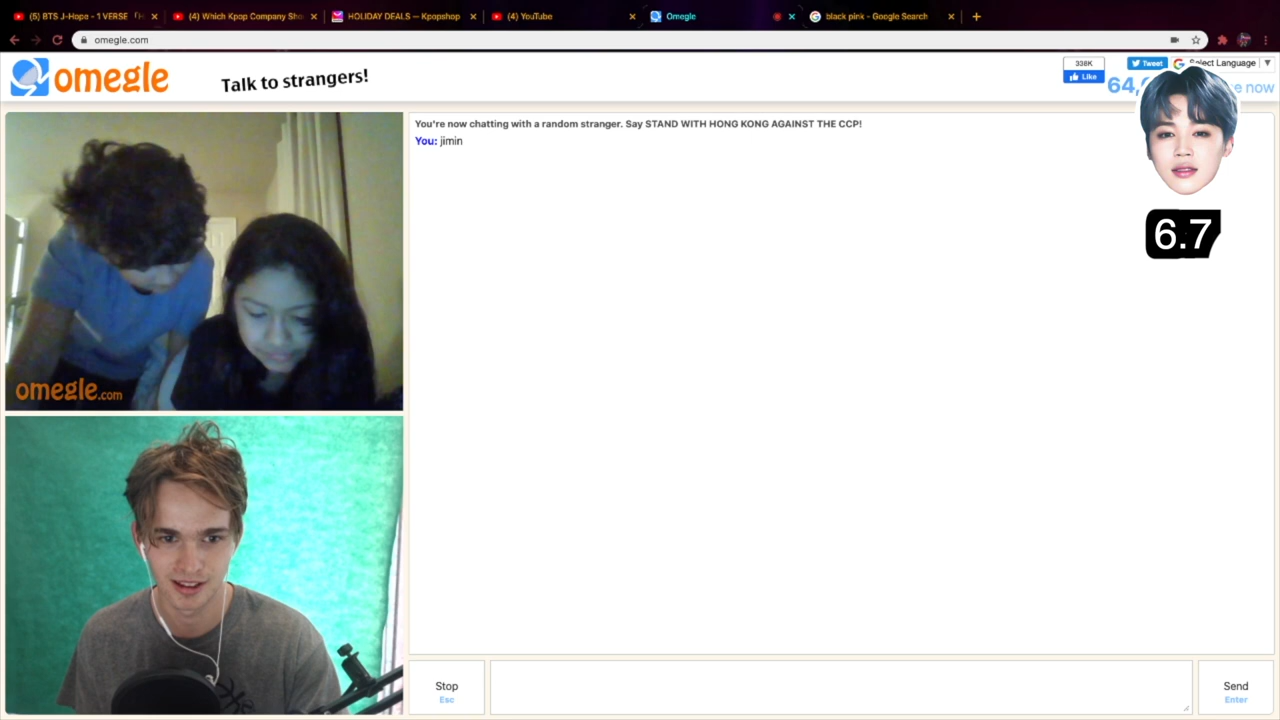 (5) BTS J-Hope - 1 VERSE
(4) Which Kpop Company Sho
HOLIDAY DEALS — Kpopshop
(4) YouTube
Omegle
black pink - Google Search
omegle.com
omegle
Talk to strangers!
338K
Like
Tweet
Select Language
64,
now
You're now chatting with a random stranger. Say STAND WITH HONG KONG AGAINST THE CCP!
You: jimin
6.7
omegle.com
Stop
Esc
Send
Enter